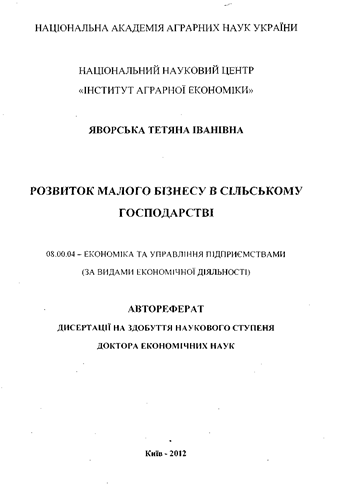 НАЦІОНАЛЬНА АКАДЕМІЯ АГРАРНИХ НАУК УКРАЇНИ
НАЦІОНАЛЬНИЙ НАУКОВИЙ ЦЕНТР
«ІНСТИТУТ АГРАРНОЇ ЕКОНОМІКИ»
ЯВОРСЬКА ТЕТЯНА ІВАНІВНА
РОЗВИТОК МАЛОГО БІЗНЕСУ В СІЛЬСЬКОМУ
ГОСПОДАРСТВІ
08.00.04 – ЕКОНОМІКА ТА УПРАВЛІННЯ ПІДПРИЄМСТВАМИ
(ЗА ВИДАМИ ЕКОНОМІЧНОЇ ДІЯЛЬНОСТІ)
АВТОРЕФЕРАТ
ДИСЕРТАЦІЇ НА ЗДОБУТТЯ НАУКОВОГО СТУПЕНЯ
ДОКТОРА ЕКОНОМІЧНИХ НАУК
Київ - 2012